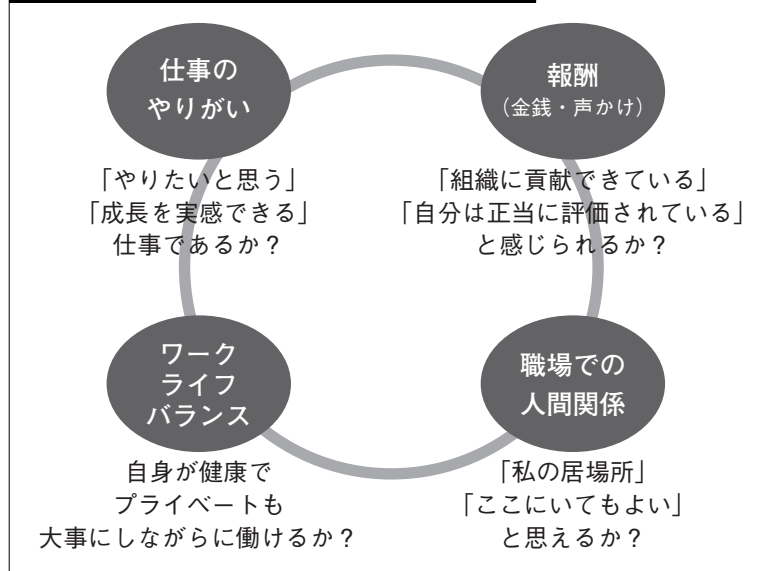 仕事の
やりがい
「やりたいと思う」
「成長を実感できる」
仕事であるか？
報酬
（金銭・声かけ）
「組織に貢献できている」
「自分は正当に評価されている」
と感じられるか？
ワーク
ライフ
バランス
自身が健康で
プライベートも
大事にしながらに働けるか？
職場での
人間関係
「私の居場所」
「ここにいてもよい」
と思えるか？